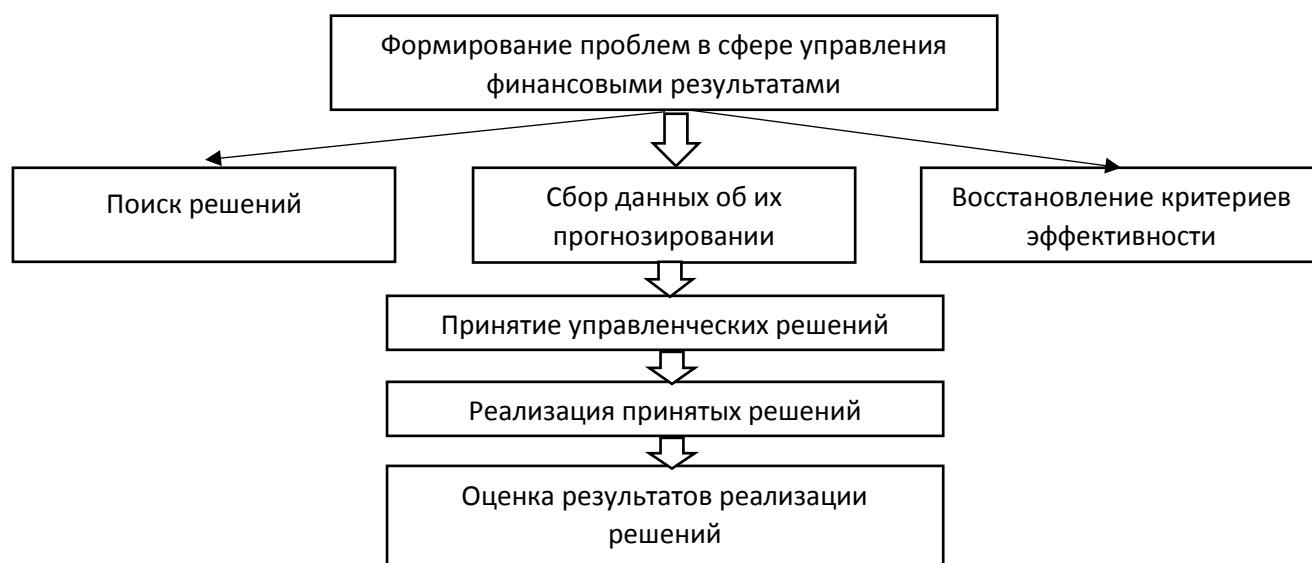 Формирование проблем в сфере управления
финансовыми результатами
Поиск решений
Сбор данных об их
прогнозировании
Восстановление критериев
эффективности
Принятие управленческих решений
Реализация принятых решений
Оценка результатов реализации
решений